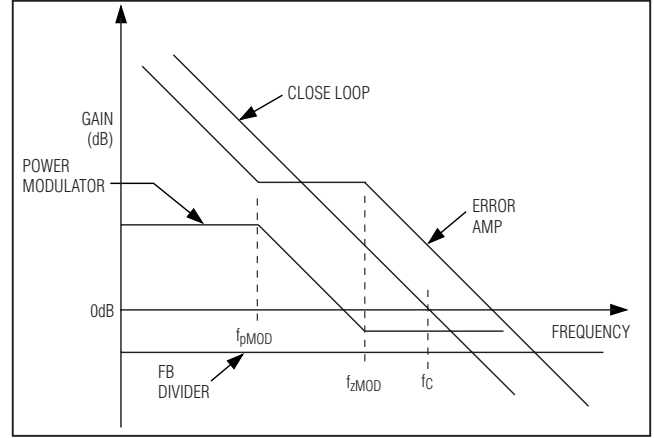 CLOSE LOOP
GAIN
(dB)
POWER
MODULATOR
ERROR
AMP
0dB
FREQUENCY
fpMOD
FB
DIVIDER
fzMOD
fC